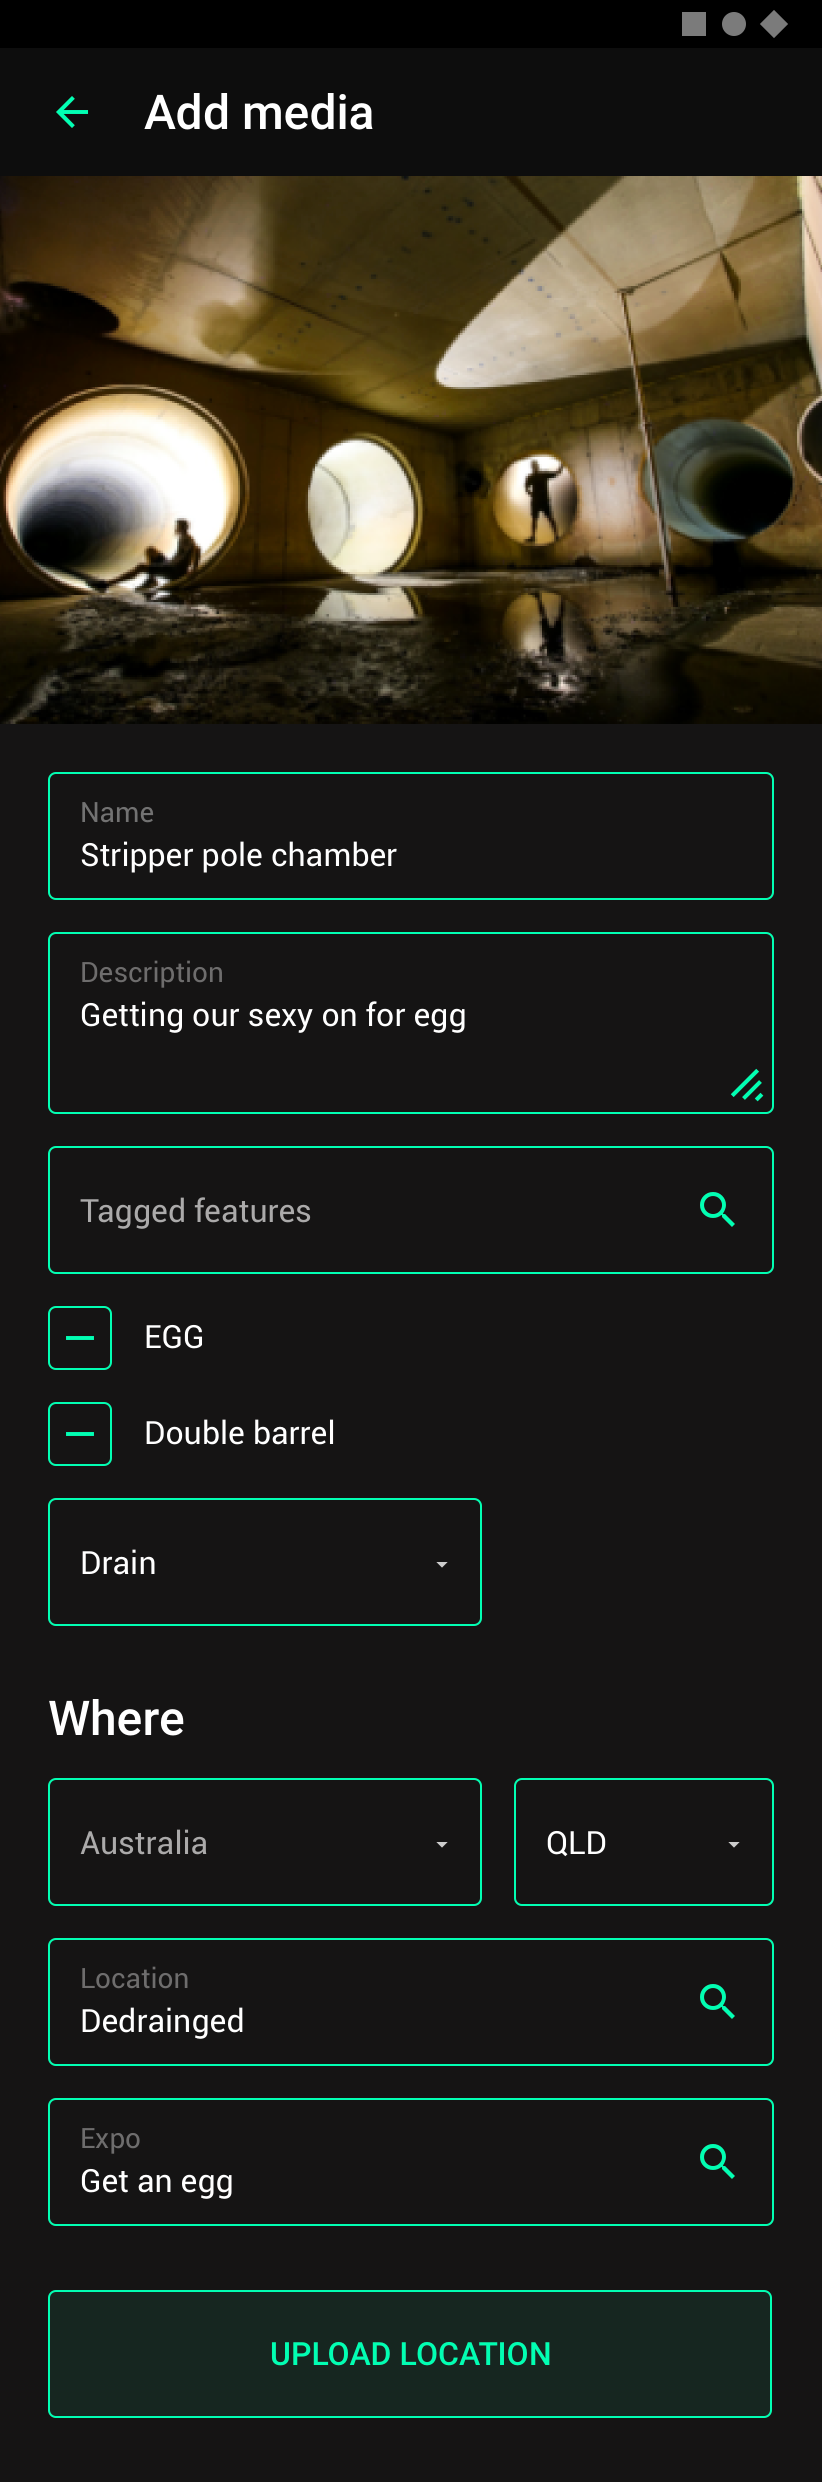 Add media
Name
Stripper pole chamber
Description
Getting our sexy on for egg
Tagged features
EGG
Double barrel
Drain
Where
Australia
QLD
Location
Dedrainged
Expo
Get an egg
UPLOAD LOCATION